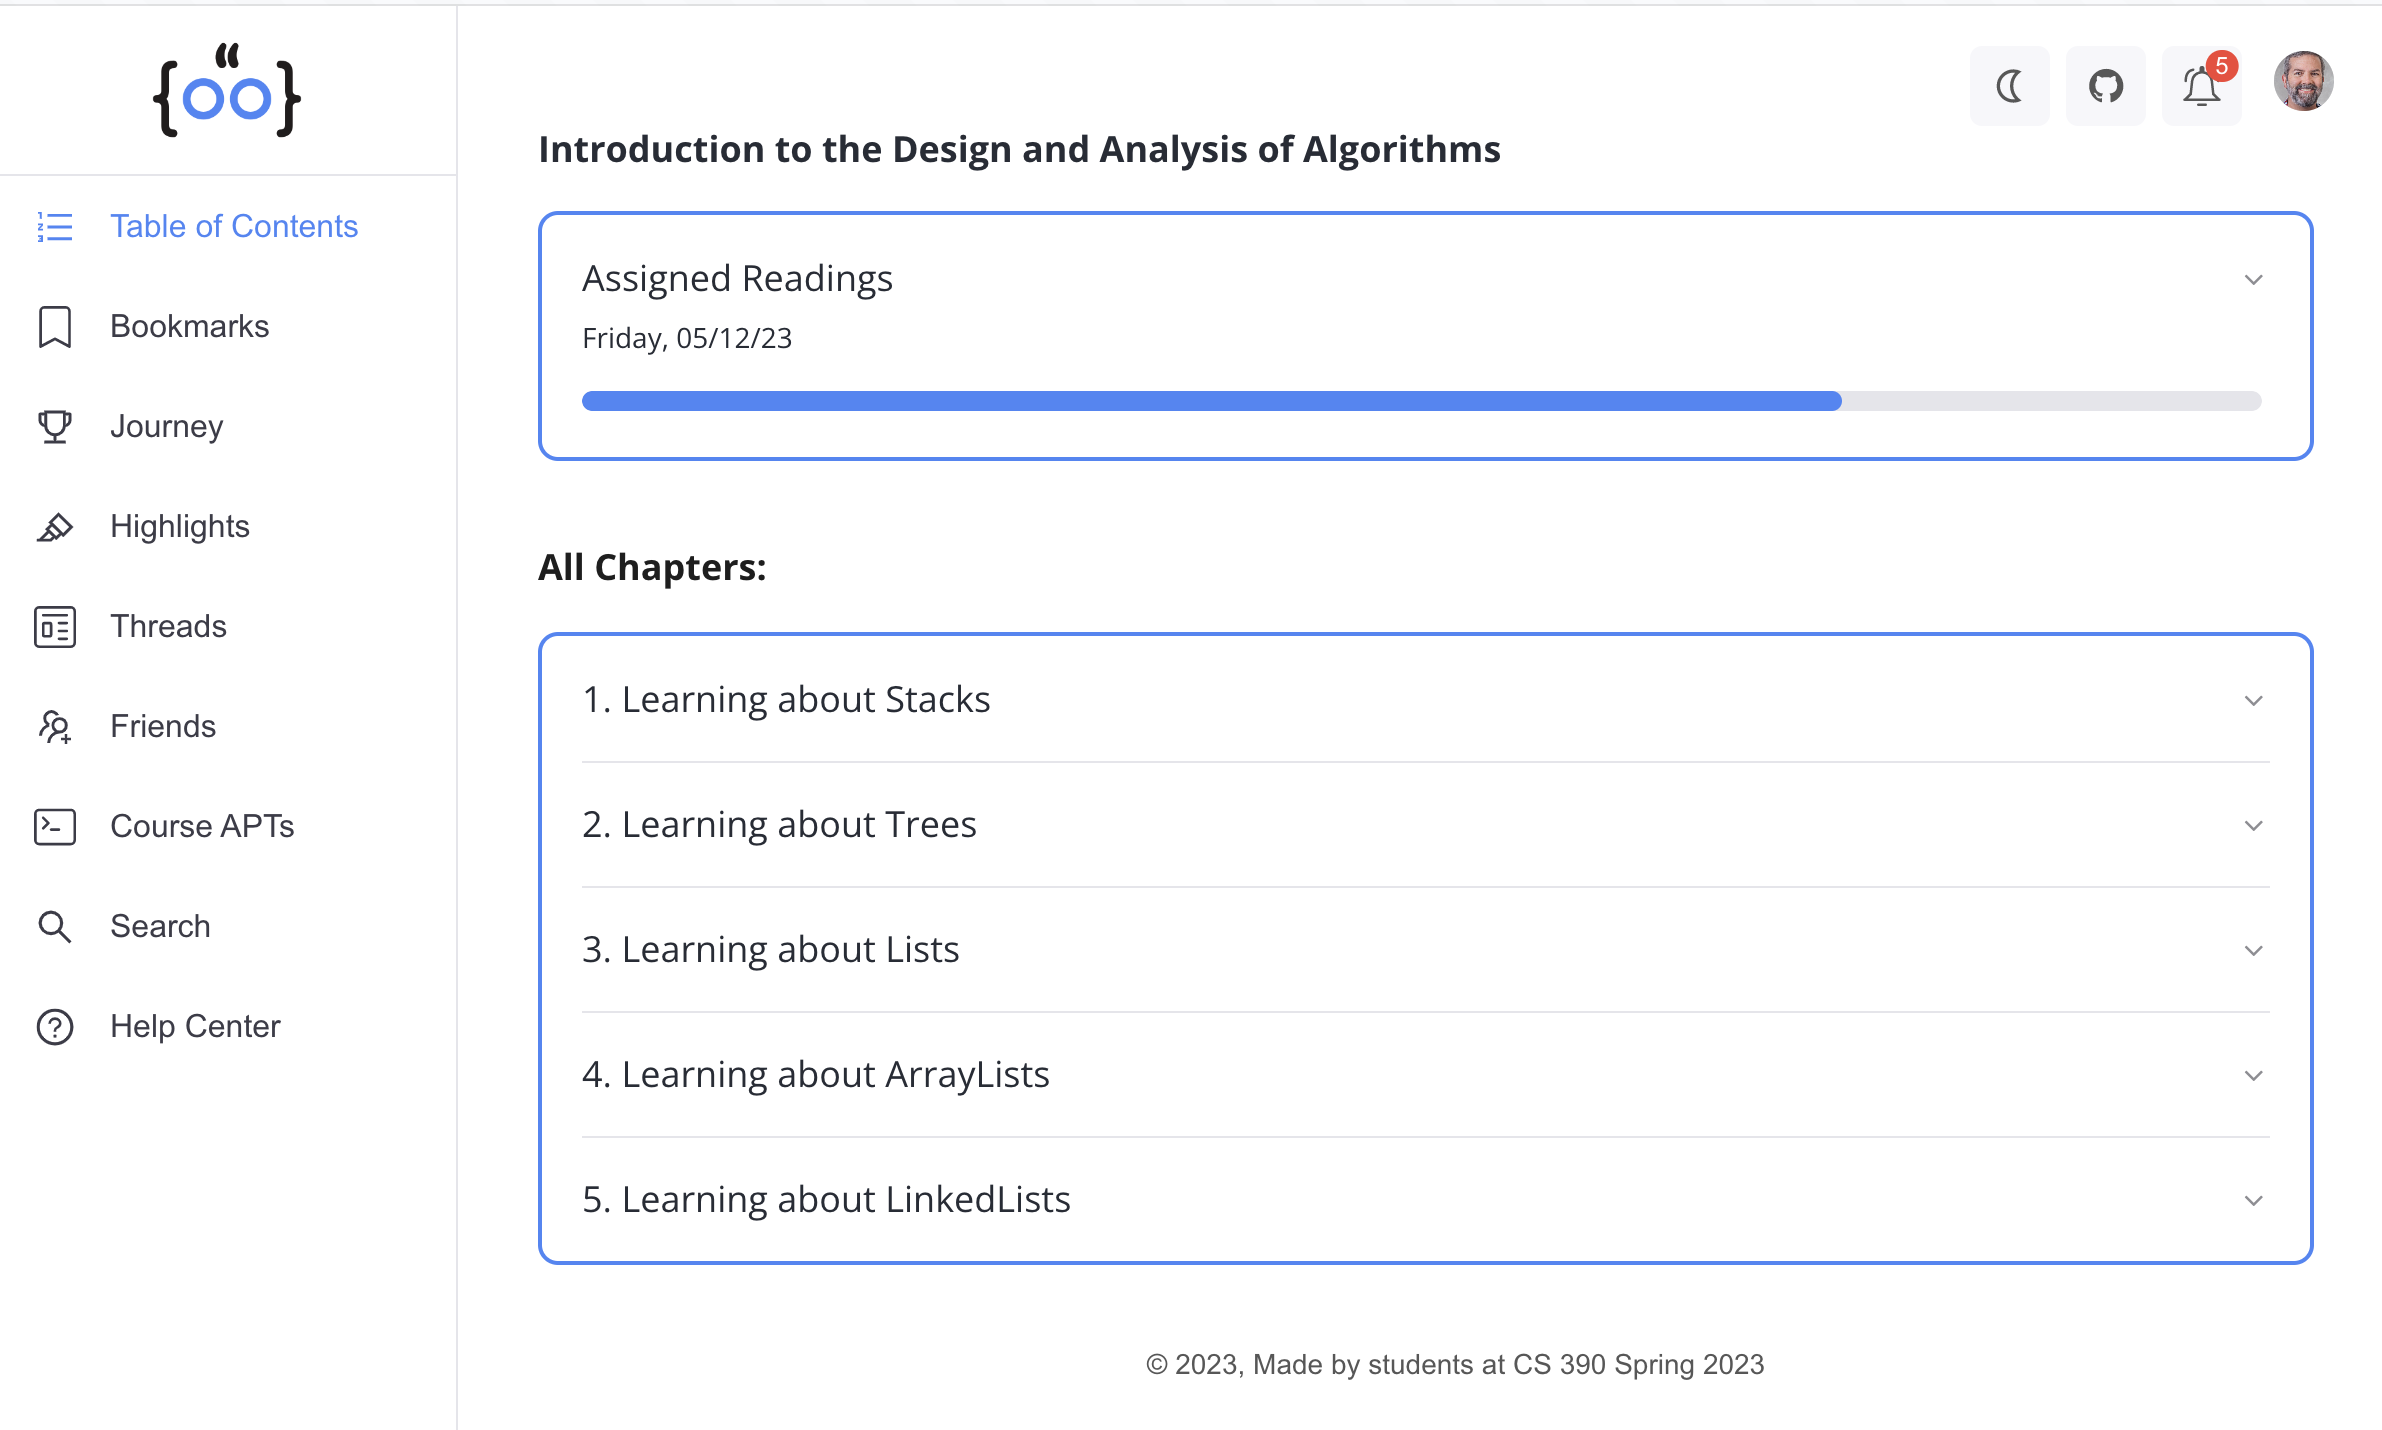 5
Introduction to the Design and Analysis of Algorithms
Table of Contents
Bookmarks
Journey
Highlights
Threads
Friends
Course APTs
Search
Help Center
Assigned Readings
Friday, 05/12/23
All Chapters:
1. Learning about Stacks
2. Learning about Trees
3. Learning about Lists
4. Learning about ArrayLists
5. Learning about LinkedLists
© 2023, Made by students at CS 390 Spring 2023